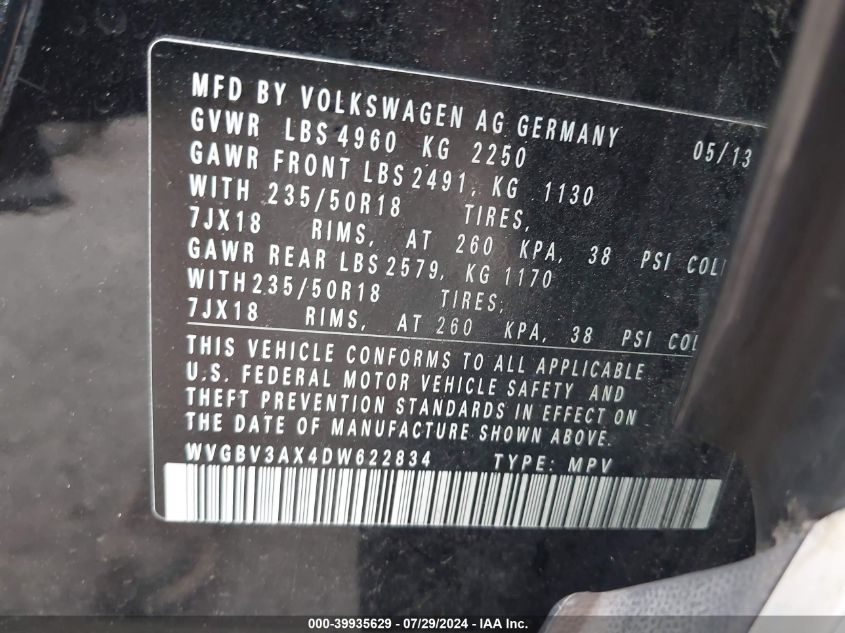 MFD BY VOLKSWAGEN AG GERMANY 05/13
GVWR LBS 4960 KG 2250
GAWR FRONT LBS 2491, KG 1130
WITH 235/50R18 TIRES,
7JX18 RIMS, AT 260 KPA, 38 PSI COL
GAWR REAR LBS 2579, KG 1170
WITH 235/50R18 TIRES,
7JX18 RIMS, AT 260 KPA, 38 PSI COL
THIS VEHICLE CONFORMS TO ALL APPLICABLE
U.S. FEDERAL MOTOR VEHICLE SAFETY AND
THEFT PREVENTION STANDARDS IN EFFECT ON
THE DATE OF MANUFACTURE SHOWN ABOVE.
WVGBV3AX4DW622834 TYPE: MPV
000-39935629 - 07/29/2024 - IAA Inc.